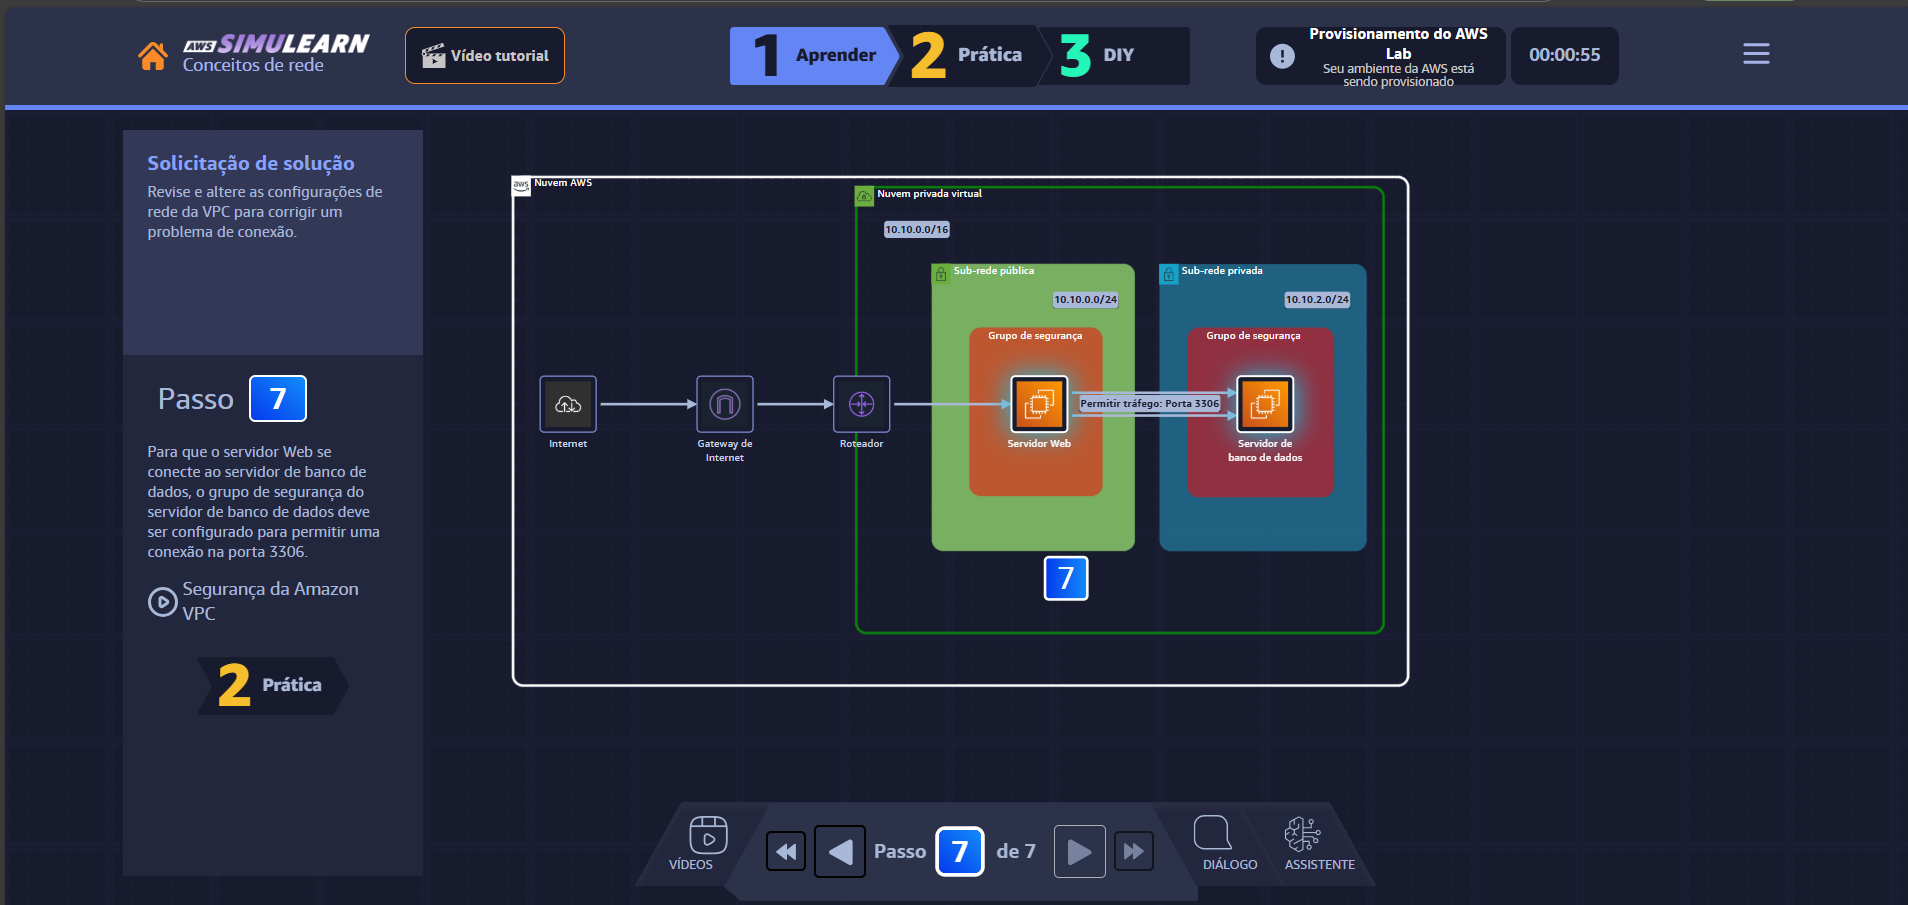 aws SIMULEARN
Conceitos de rede
Vídeo tutorial
1 Aprender
2 Prática
3 DIY
Provisionamento do AWS
Lab
Seu ambiente da AWS está
sendo provisionado
00:00:55
Solicitação de solução
Revise e altere as configurações de
rede da VPC para corrigir um
problema de conexão.
Passo 7
Para que o servidor Web se
conecte ao servidor de banco de
dados, o grupo de segurança do
servidor de banco de dados deve
ser configurado para permitir uma
conexão na porta 3306.
Segurança da Amazon
VPC
2 Prática
aws Nuvem AWS
Nuvem privada virtual
10.10.0.0/16
Sub-rede pública
10.10.0.0/24
Grupo de segurança
Sub-rede privada
10.10.2.0/24
Grupo de segurança
Internet
Gateway de
Internet
Roteador
Servidor Web
Permitir tráfego: Porta 3306
Servidor de
banco de dados
7
VÍDEOS
Passo 7 de 7
DIÁLOGO
ASSISTENTE